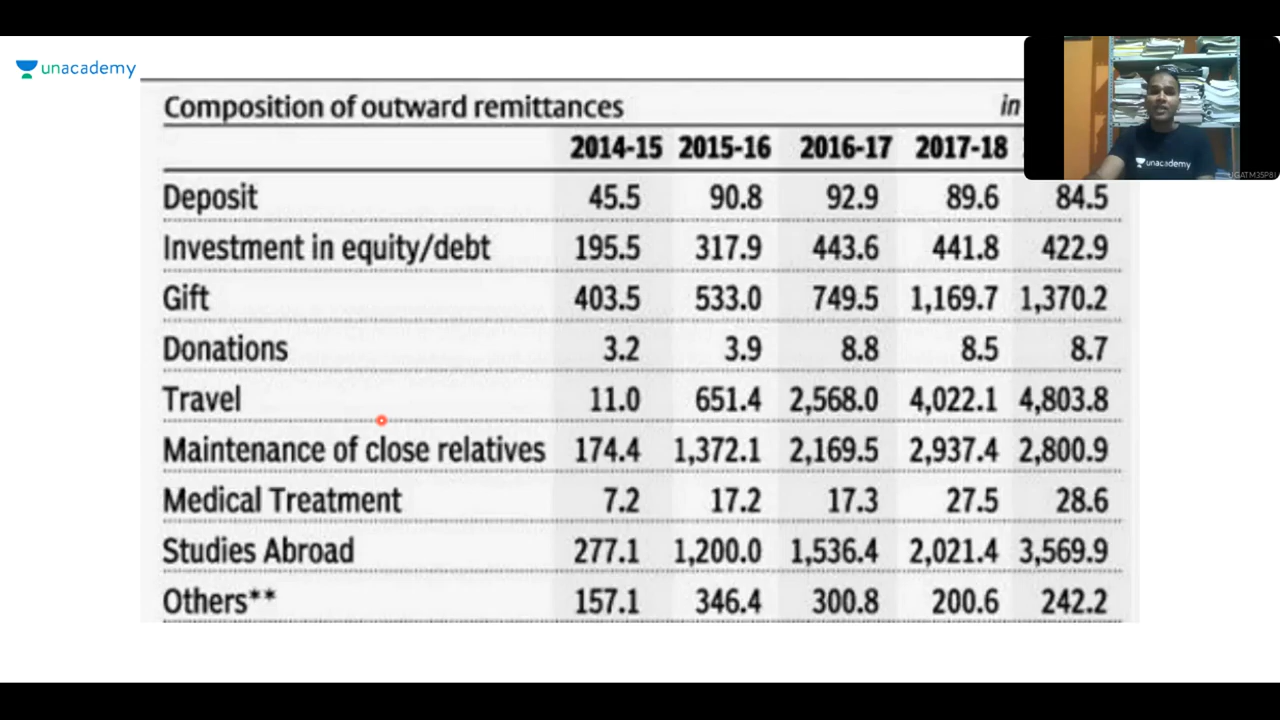 unacademy
Composition of outward remittances in
2014-15 2015-16 2016-17 2017-18
Deposit 45.5 90.8 92.9 89.6 84.5
Investment in equity/debt 195.5 317.9 443.6 441.8 422.9
Gift 403.5 533.0 749.5 1,169.7 1,370.2
Donations 3.2 3.9 8.8 8.5 8.7
Travel 11.0 651.4 2,568.0 4,022.1 4,803.8
Maintenance of close relatives 174.4 1,372.1 2,169.5 2,937.4 2,800.9
Medical Treatment 7.2 17.2 17.3 27.5 28.6
Studies Abroad 277.1 1,200.0 1,536.4 2,021.4 3,569.9
Others** 157.1 346.4 300.8 200.6 242.2
unacademy